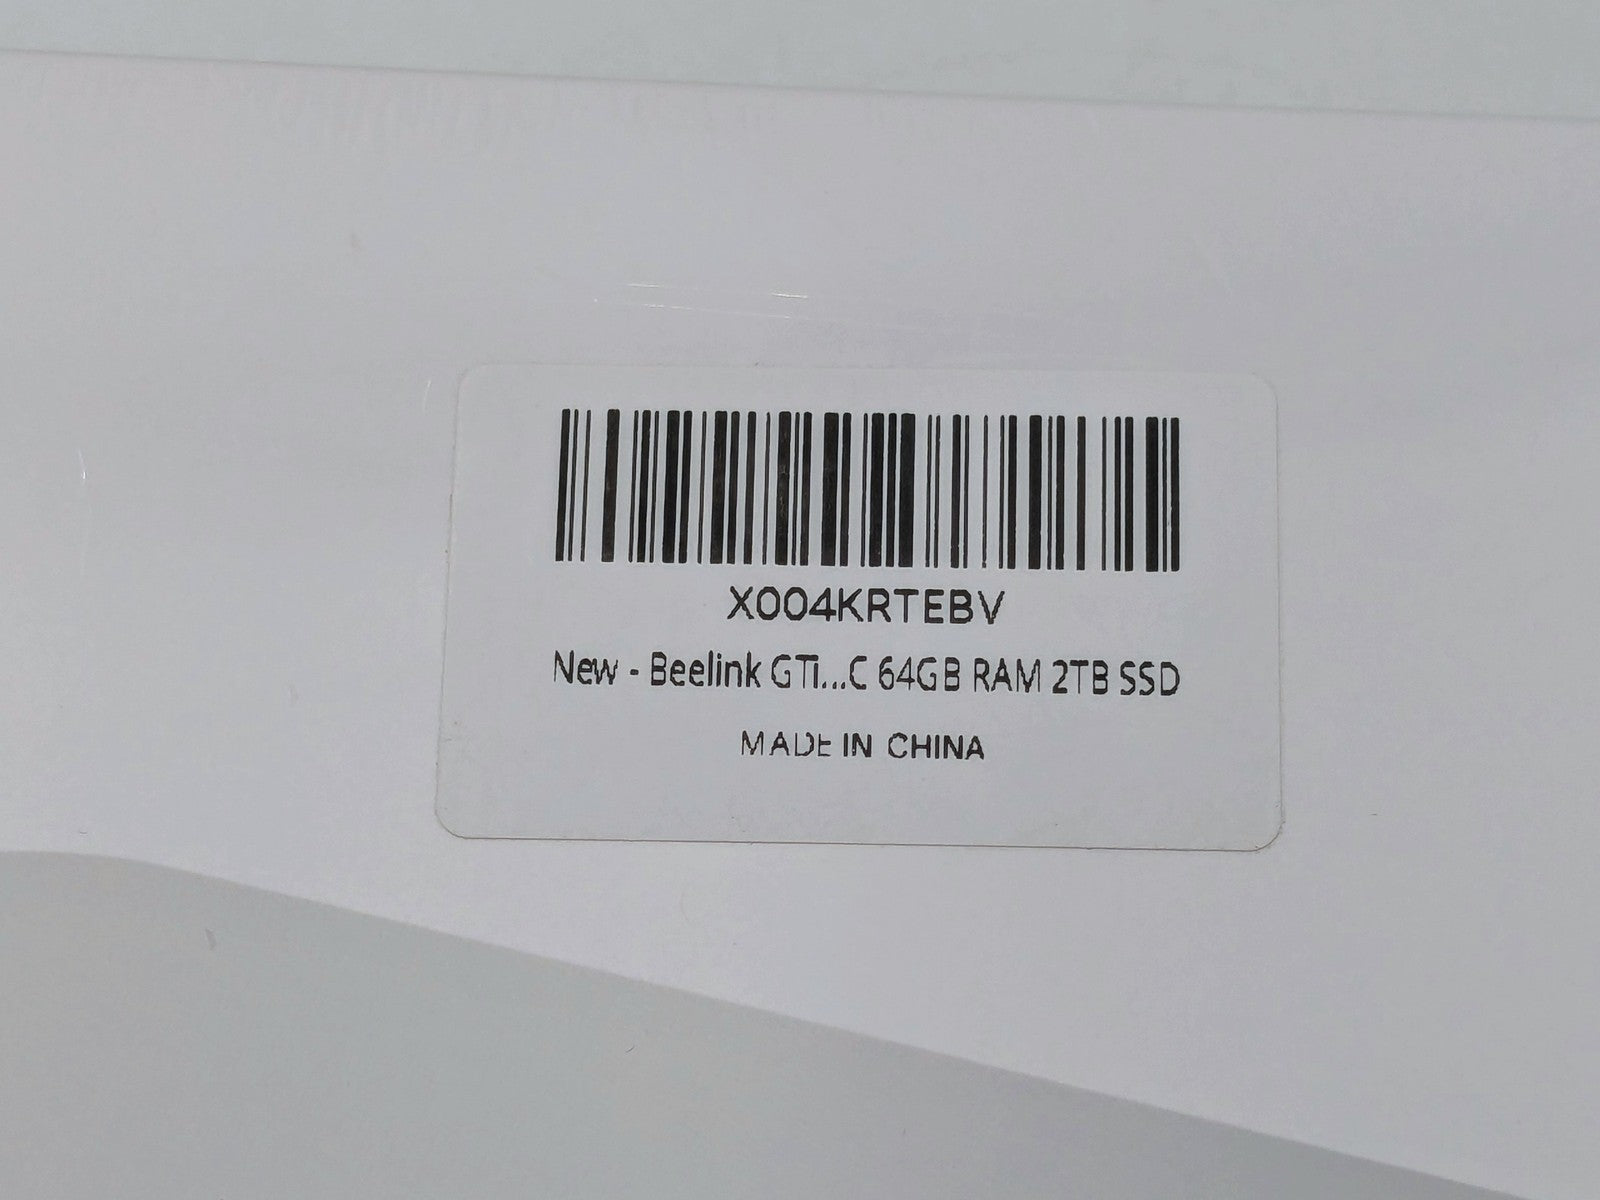 X004KRTEBV
New - Beelink GTi...C 64GB RAM 2TB SSD
MADE IN CHINA